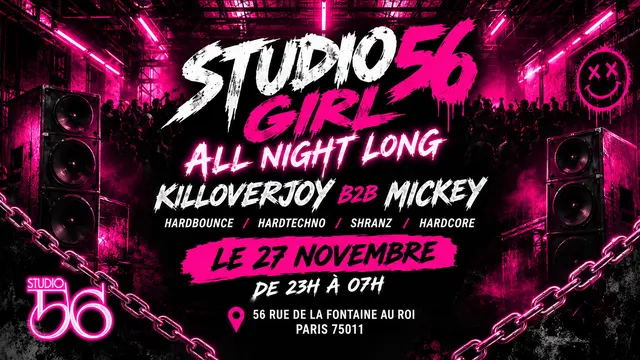 STUDIO 56
GIRL
ALL NIGHT LONG
KILLOVERJOY B2B MICKEY
HARDBOUNCE / HARDTECHNO / SHRANZ / HARDCORE
LE 27 NOVEMBRE
DE 23H À 07H
56 RUE DE LA FONTAINE AU ROI
PARIS 75011
STUDIO
56